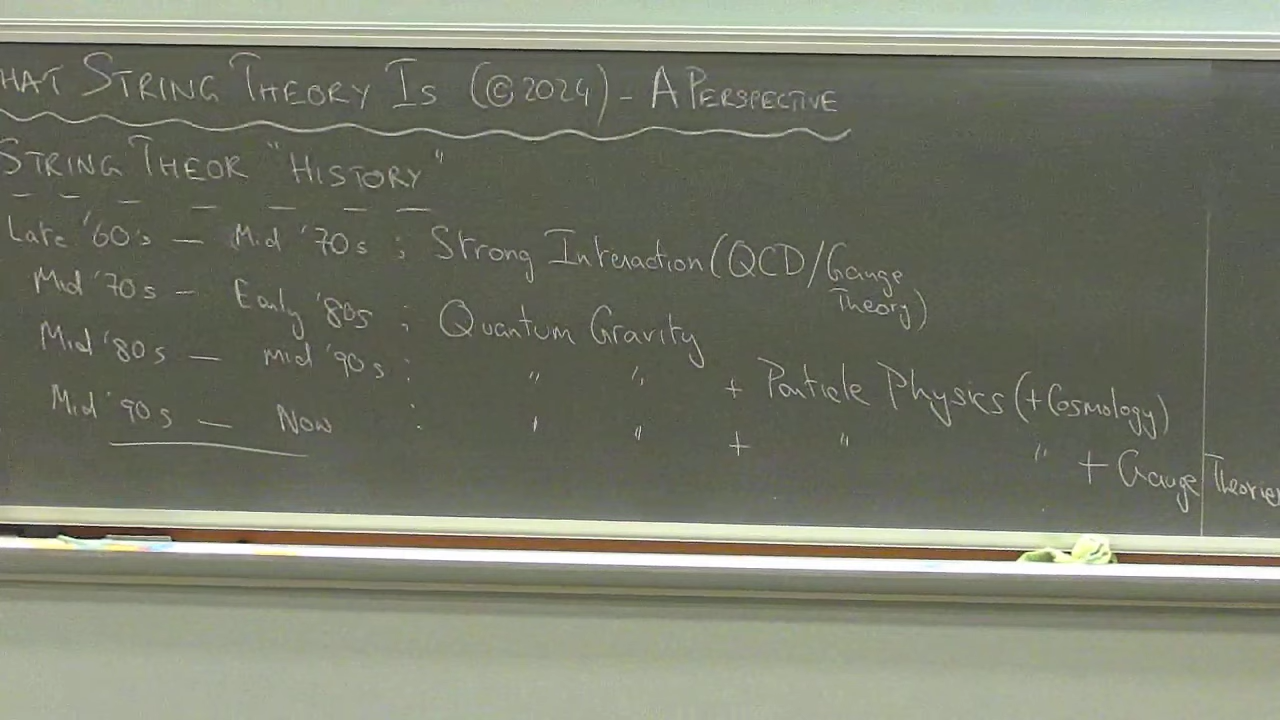 HAT STRING THEORY IS (©2024) - A PERSPECTIVE
STRING THEOR "HISTORY"
Late '60's — Mid '70s : Strong Interaction (QCD/Gauge
Theory)
Mid '70s - Early '80s : Quantum Gravity
Mid '80s — Mid '90s : " " + Particle Physics (+Cosmology)
Mid '90s — Now : " " + " " + Gauge Theories